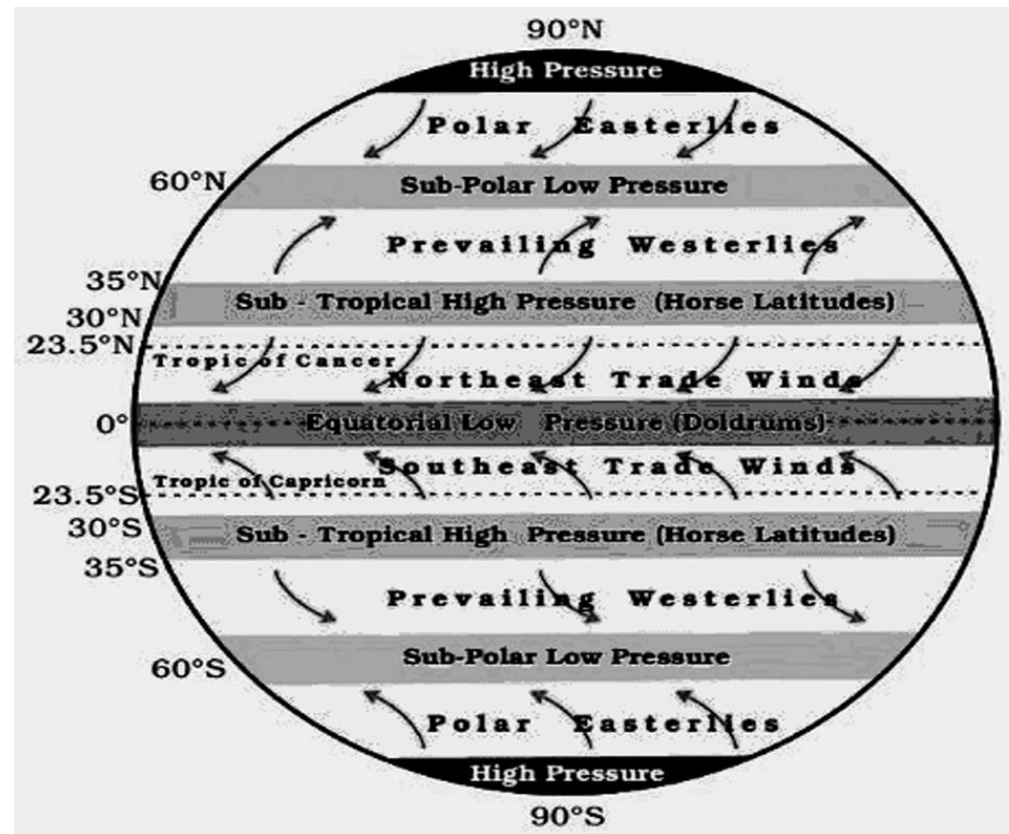 90°N
High Pressure
Polar Easterlies
60°N
Sub-Polar Low Pressure
Prevailing Westerlies
35°N
Sub - Tropical High Pressure (Horse Latitudes)
30°N
23.5°N
Tropic of Cancer
Northeast Trade Winds
0°
Equatorial Low Pressure (Doldrums)
Southeast Trade Winds
Tropic of Capricorn
23.5°S
30°S
Sub - Tropical High Pressure (Horse Latitudes)
35°S
Prevailing Westerlies
60°S
Sub-Polar Low Pressure
Polar Easterlies
High Pressure
90°S